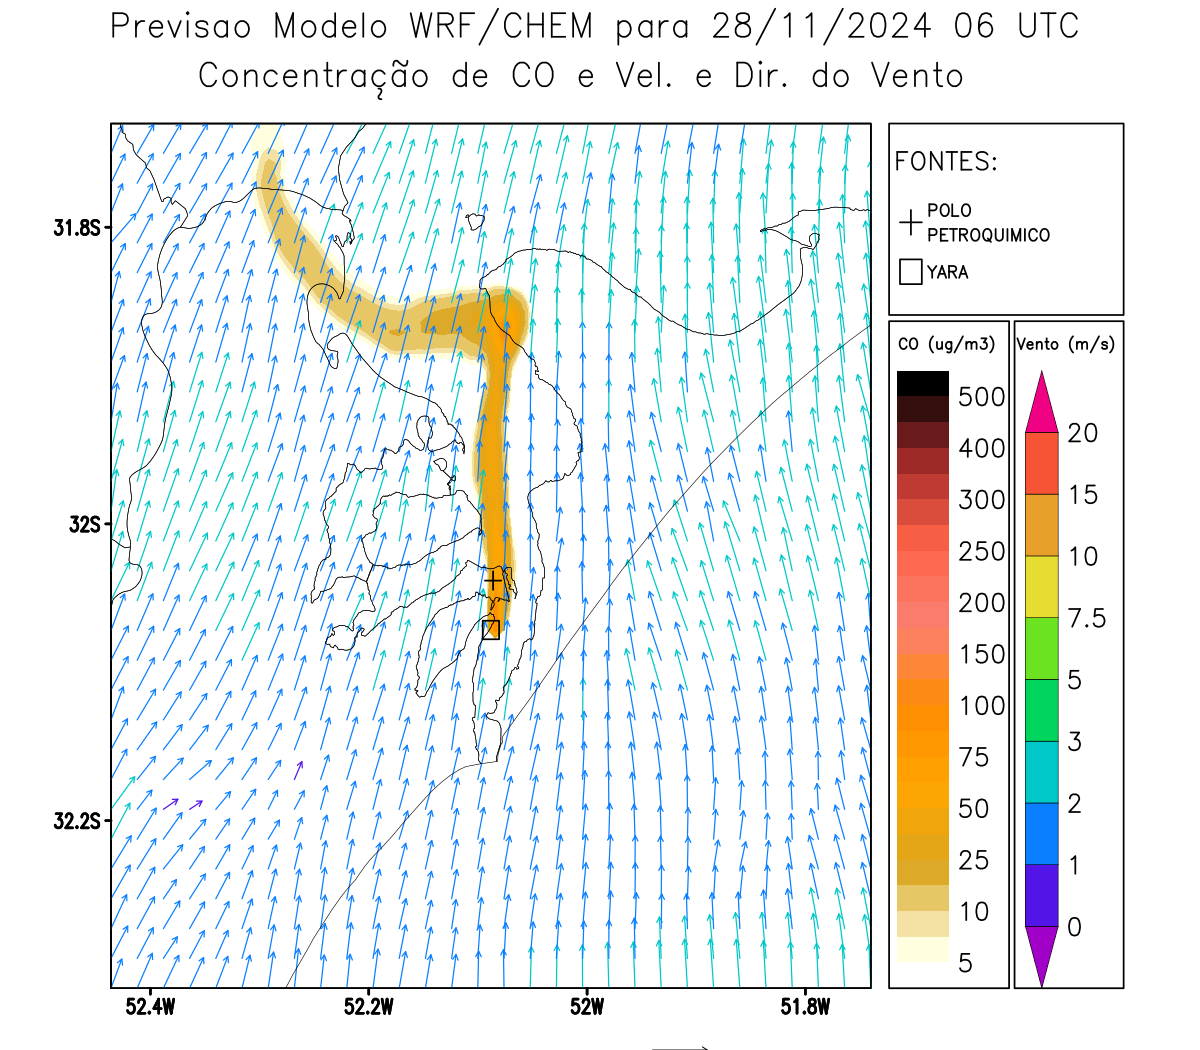 Previsao Modelo WRF/CHEM para 28/11/2024 06 UTC
Concentração de CO e Vel. e Dir. do Vento
FONTES:
POLO
PETROQUIMICO
YARA
CO (ug/m3)
500
400
300
250
200
150
100
75
50
25
10
5
Vento (m/s)
20
15
10
7.5
5
3
2
1
0
31.8S
32S
32.2S
52.4W
52.2W
52W
51.8W